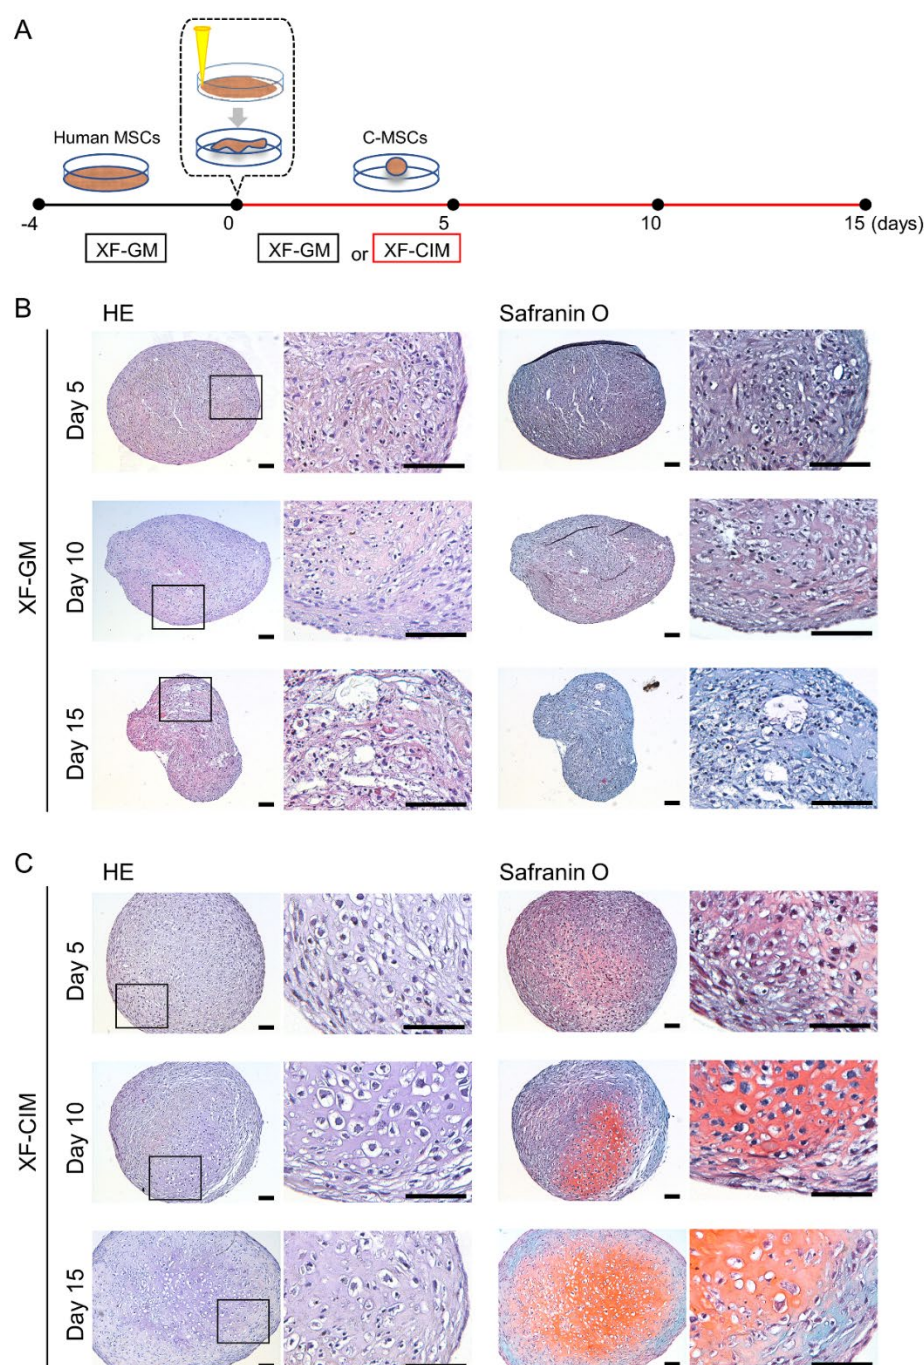 A
Human MSCs
C-MSCs
-4 0 5 10 15 (days)
XF-GM XF-GM or XF-CIM
B
HE Safranin O
XF-GM
Day 5
Day 10
Day 15
C
HE Safranin O
XF-CIM
Day 5
Day 10
Day 15